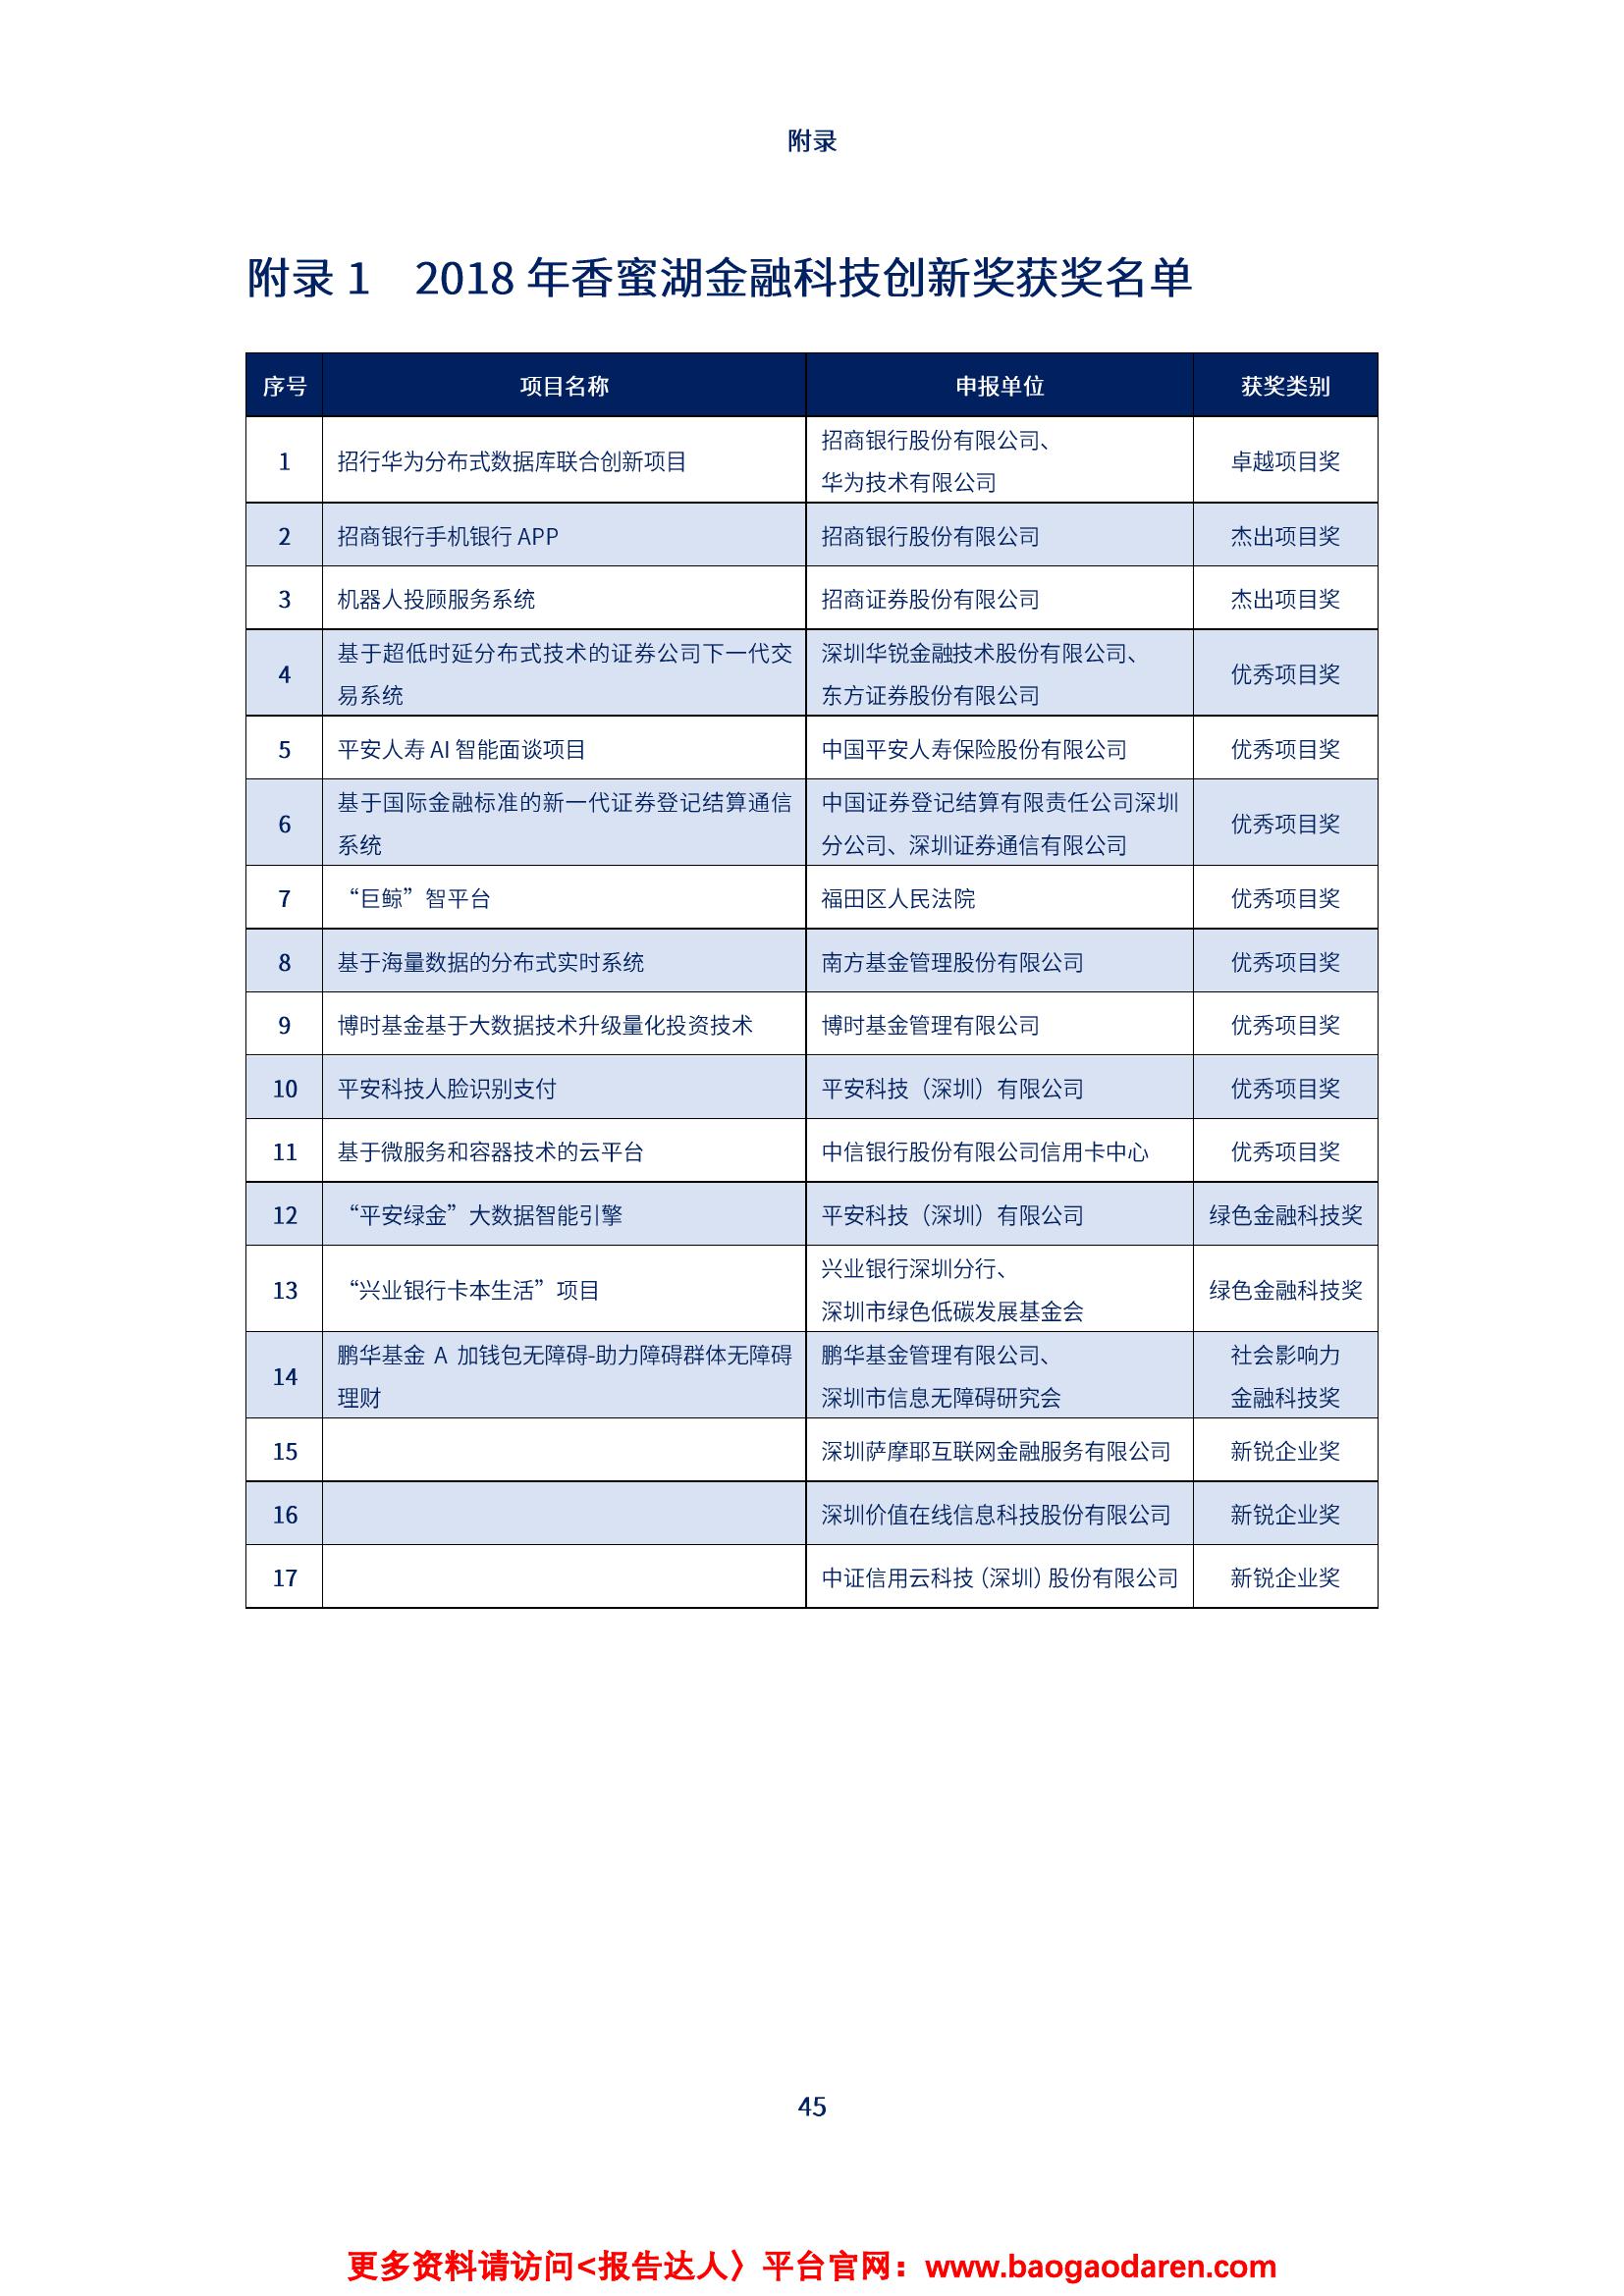 附录
附录 1　2018 年香蜜湖金融科技创新奖获奖名单
序号 项目名称 申报单位 获奖类别
1 招行华为分布式数据库联合创新项目 招商银行股份有限公司、
华为技术有限公司 卓越项目奖
2 招商银行手机银行 APP 招商银行股份有限公司 杰出项目奖
3 机器人投顾服务系统 招商证券股份有限公司 杰出项目奖
4 基于超低时延分布式技术的证券公司下一代交
易系统 深圳华锐金融技术股份有限公司、
东方证券股份有限公司 优秀项目奖
5 平安人寿 AI 智能面谈项目 中国平安人寿保险股份有限公司 优秀项目奖
6 基于国际金融标准的新一代证券登记结算通信
系统 中国证券登记结算有限责任公司深圳
分公司、深圳证券通信有限公司 优秀项目奖
7 “巨鲸”智平台 福田区人民法院 优秀项目奖
8 基于海量数据的分布式实时系统 南方基金管理股份有限公司 优秀项目奖
9 博时基金基于大数据技术升级量化投资技术 博时基金管理有限公司 优秀项目奖
10 平安科技人脸识别支付 平安科技（深圳）有限公司 优秀项目奖
11 基于微服务和容器技术的云平台 中信银行股份有限公司信用卡中心 优秀项目奖
12 “平安绿金”大数据智能引擎 平安科技（深圳）有限公司 绿色金融科技奖
13 “兴业银行卡本生活”项目 兴业银行深圳分行、
深圳市绿色低碳发展基金会 绿色金融科技奖
14 鹏华基金 A 加钱包无障碍-助力障碍群体无障碍
理财 鹏华基金管理有限公司、
深圳市信息无障碍研究会 社会影响力
金融科技奖
15 深圳萨摩耶互联网金融服务有限公司 新锐企业奖
16 深圳价值在线信息科技股份有限公司 新锐企业奖
17 中证信用云科技（深圳）股份有限公司 新锐企业奖
45
更多资料请访问<报告达人〉平台官网：www.baogaodaren.com